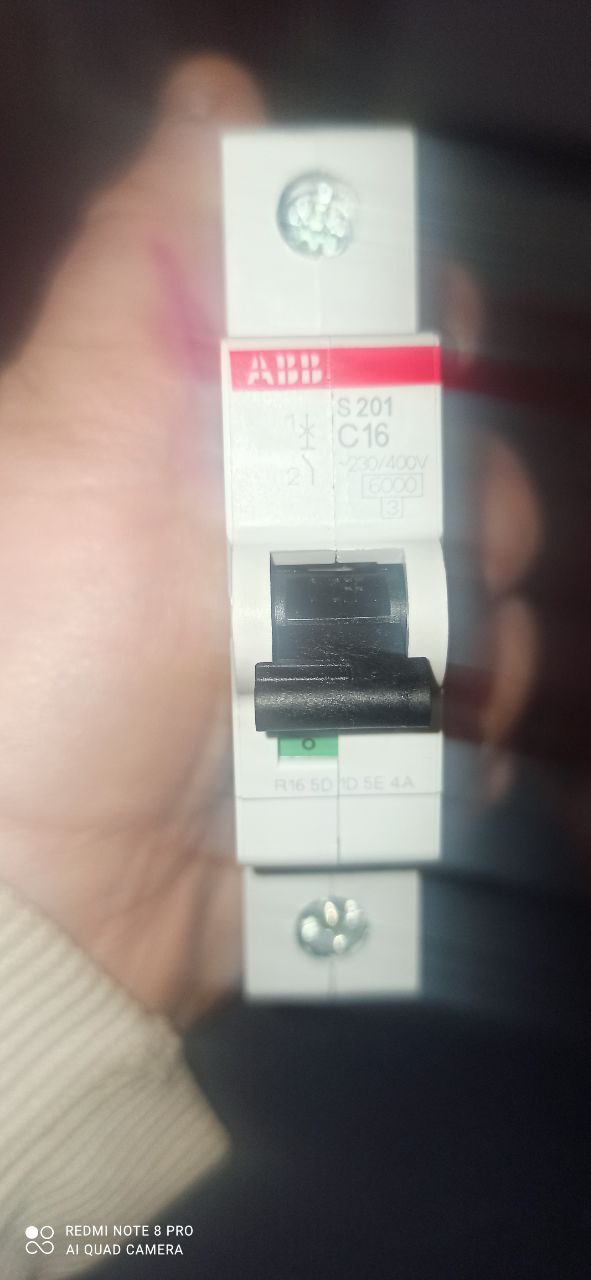 ABB
S 201
C16
~230/400V
6000
3
1
2
O
R16 5D 1D 5E 4A
REDMI NOTE 8 PRO
AI QUAD CAMERA